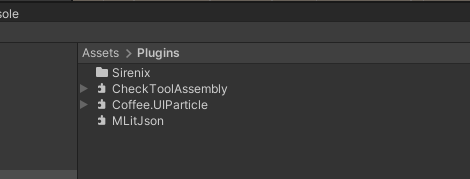 sole
Assets > Plugins
Sirenix
CheckToolAssembly
Coffee.UIParticle
MLitJson